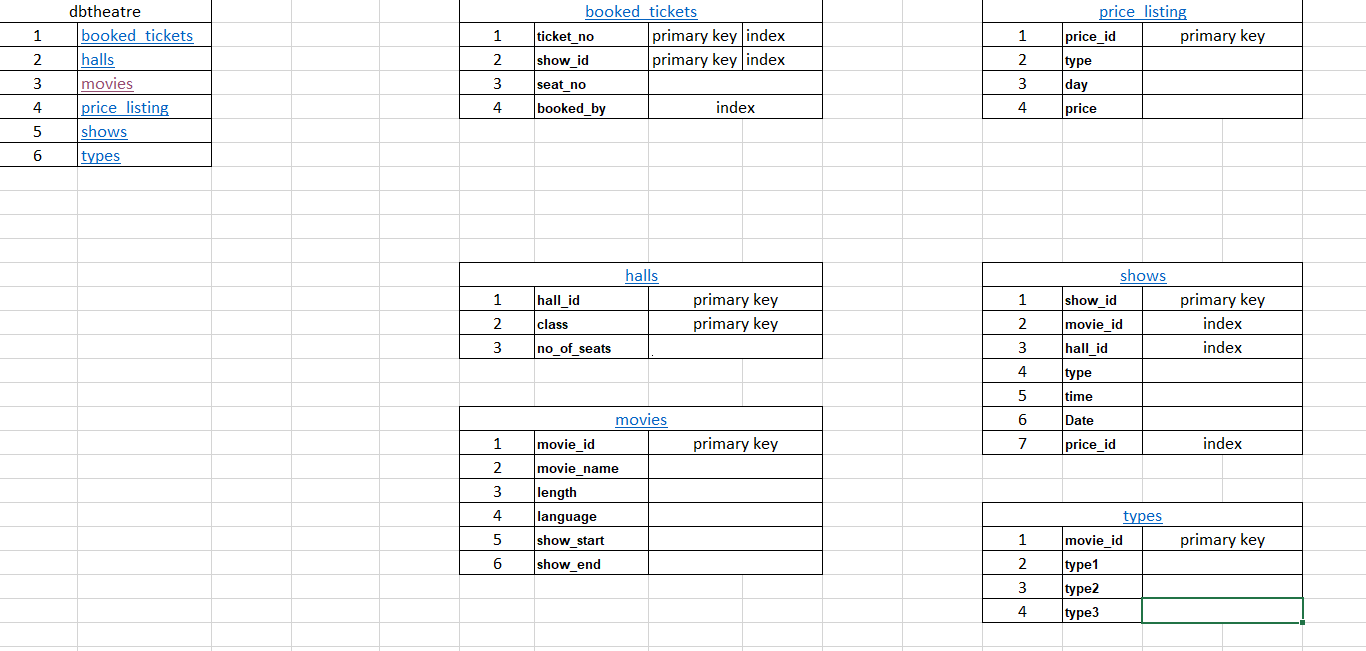 dbtheatre
1 booked_tickets
2 halls
3 movies
4 price_listing
5 shows
6 types
booked_tickets
1 ticket_no primary key index
2 show_id primary key index
3 seat_no
4 booked_by index
price_listing
1 price_id primary key
2 type
3 day
4 price
halls
1 hall_id primary key
2 class primary key
3 no_of_seats .
movies
1 movie_id primary key
2 movie_name
3 length
4 language
5 show_start
6 show_end
shows
1 show_id primary key
2 movie_id index
3 hall_id index
4 type
5 time
6 Date
7 price_id index
types
1 movie_id primary key
2 type1
3 type2
4 type3